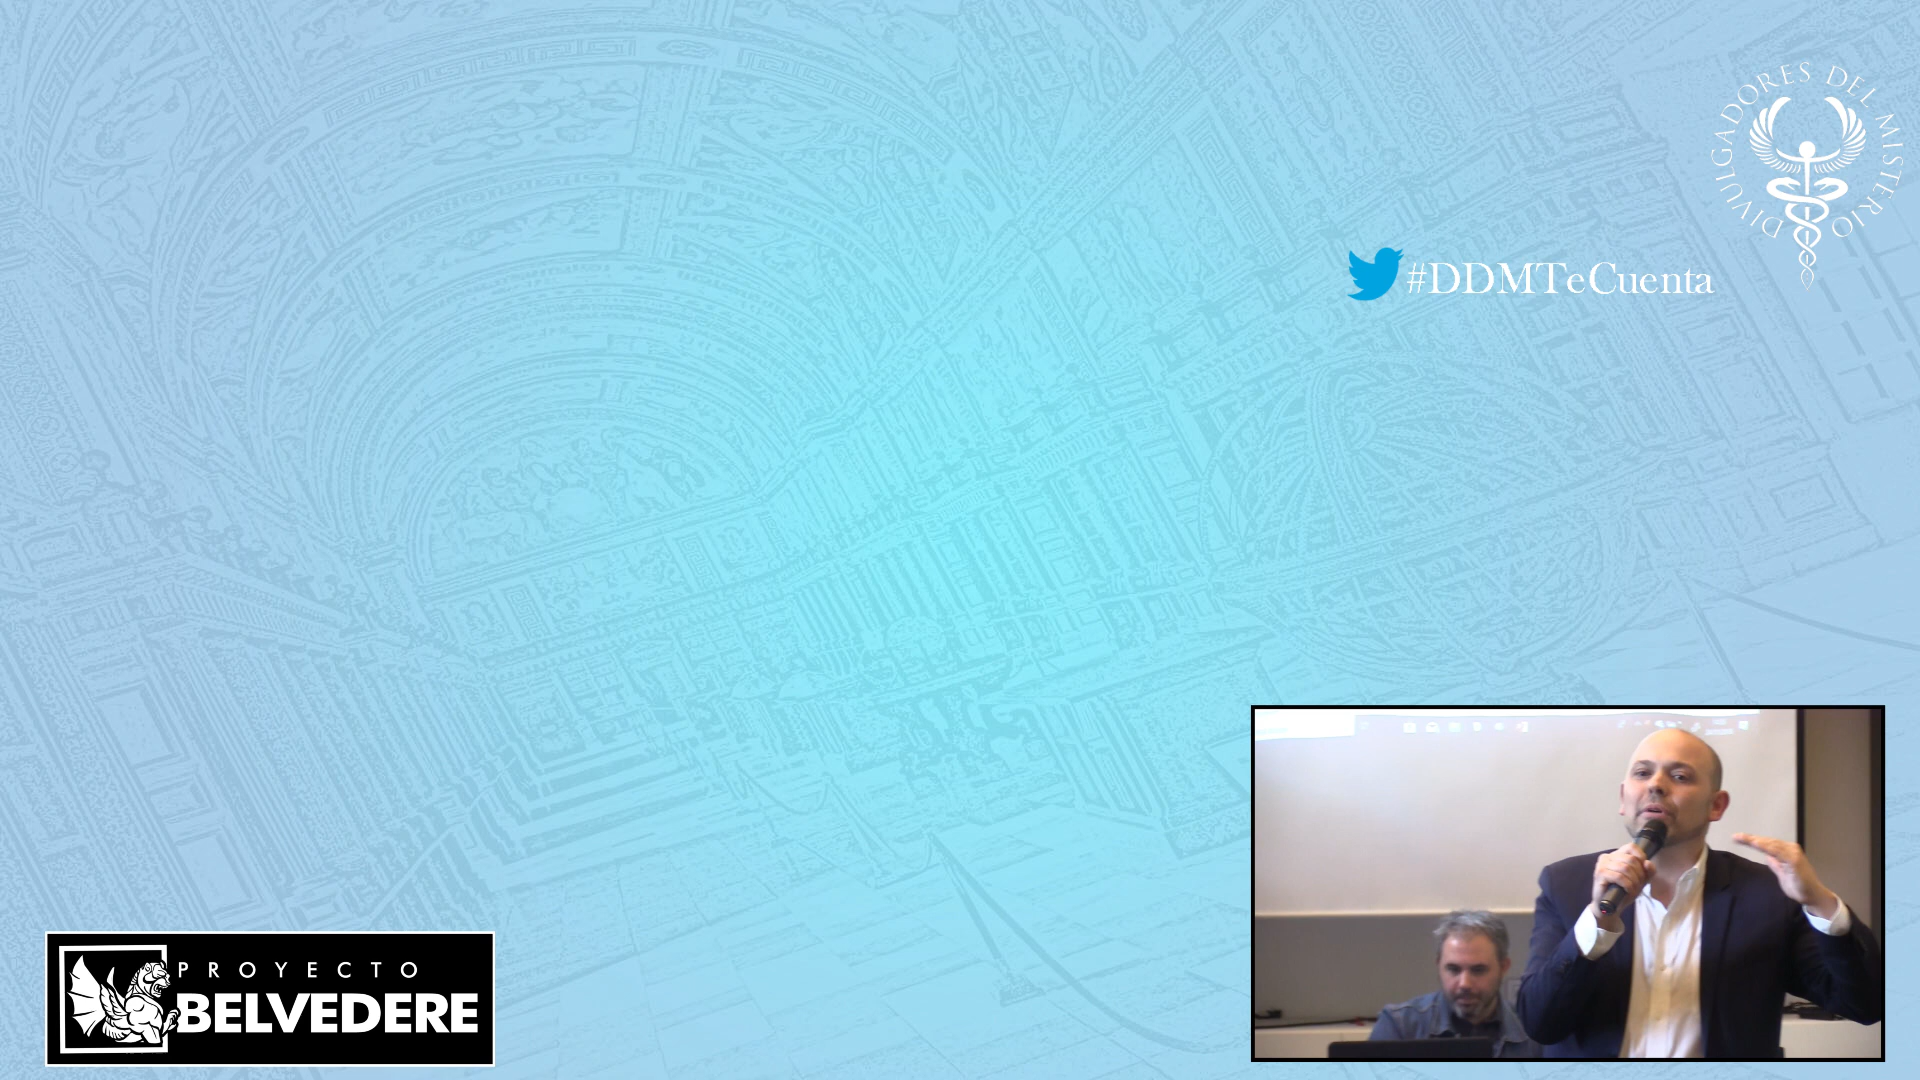 DIVULGADORES DEL MISTERIO
#DDMTeCuenta
PROYECTO
BELVEDERE